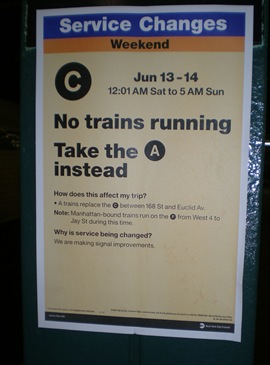 Service Changes
Weekend
C
Jun 13-14
12:01 AM Sat to 5 AM Sun
No trains running
Take the A
instead
How does this affect my trip?
• A trains replace the C between 168 St and Euclid Av.
Note: Manhattan-bound trains run on the F from West 4 to
Jay St during this time.
Why is service being changed?
We are making signal improvements.